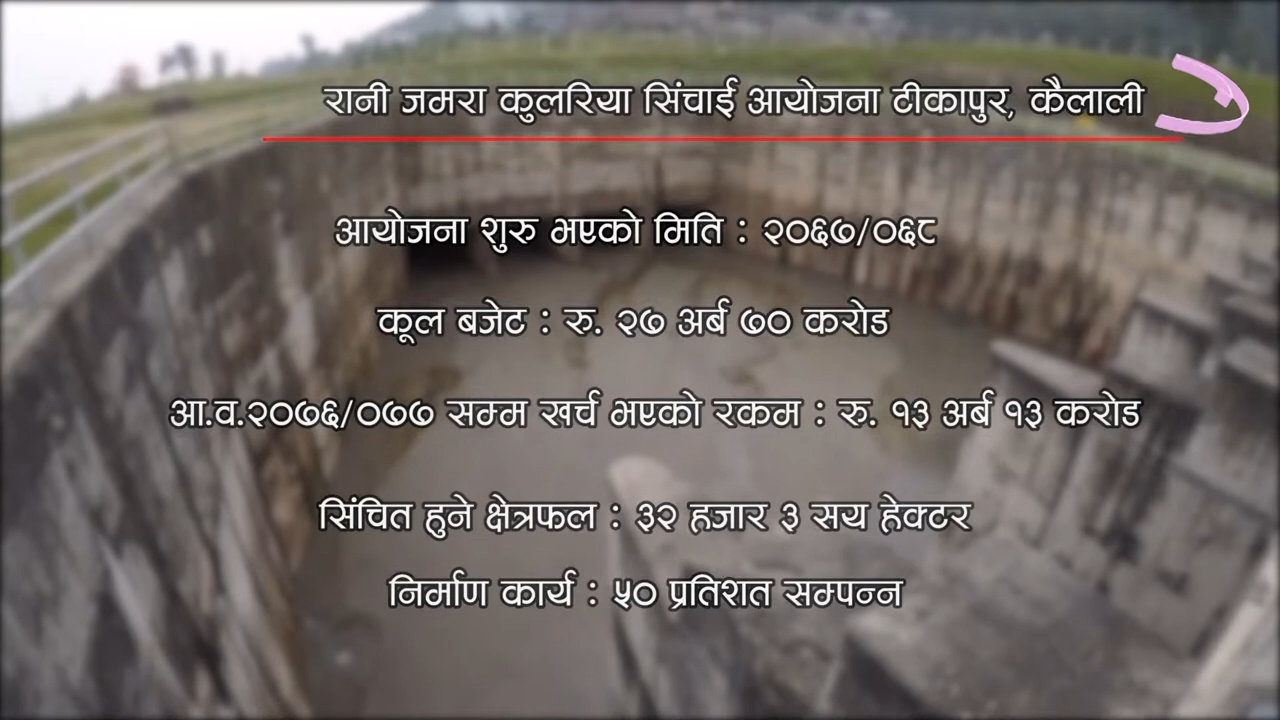 रानी जमरा कुलरिया सिंचाई आयोजना टीकापुर, कैलाली
आयोजना शुरु भएको मिति : २०६७/०६८
कूल बजेट : रु. २७ अर्ब ७० करोड
आ.व.२०७६/०७७ सम्म खर्च भएको रकम : रु. १३ अर्ब १३ करोड
सिंचित हुने क्षेत्रफल : ३२ हजार ३ सय हेक्टर
निर्माण कार्य : ५० प्रतिशत सम्पन्न